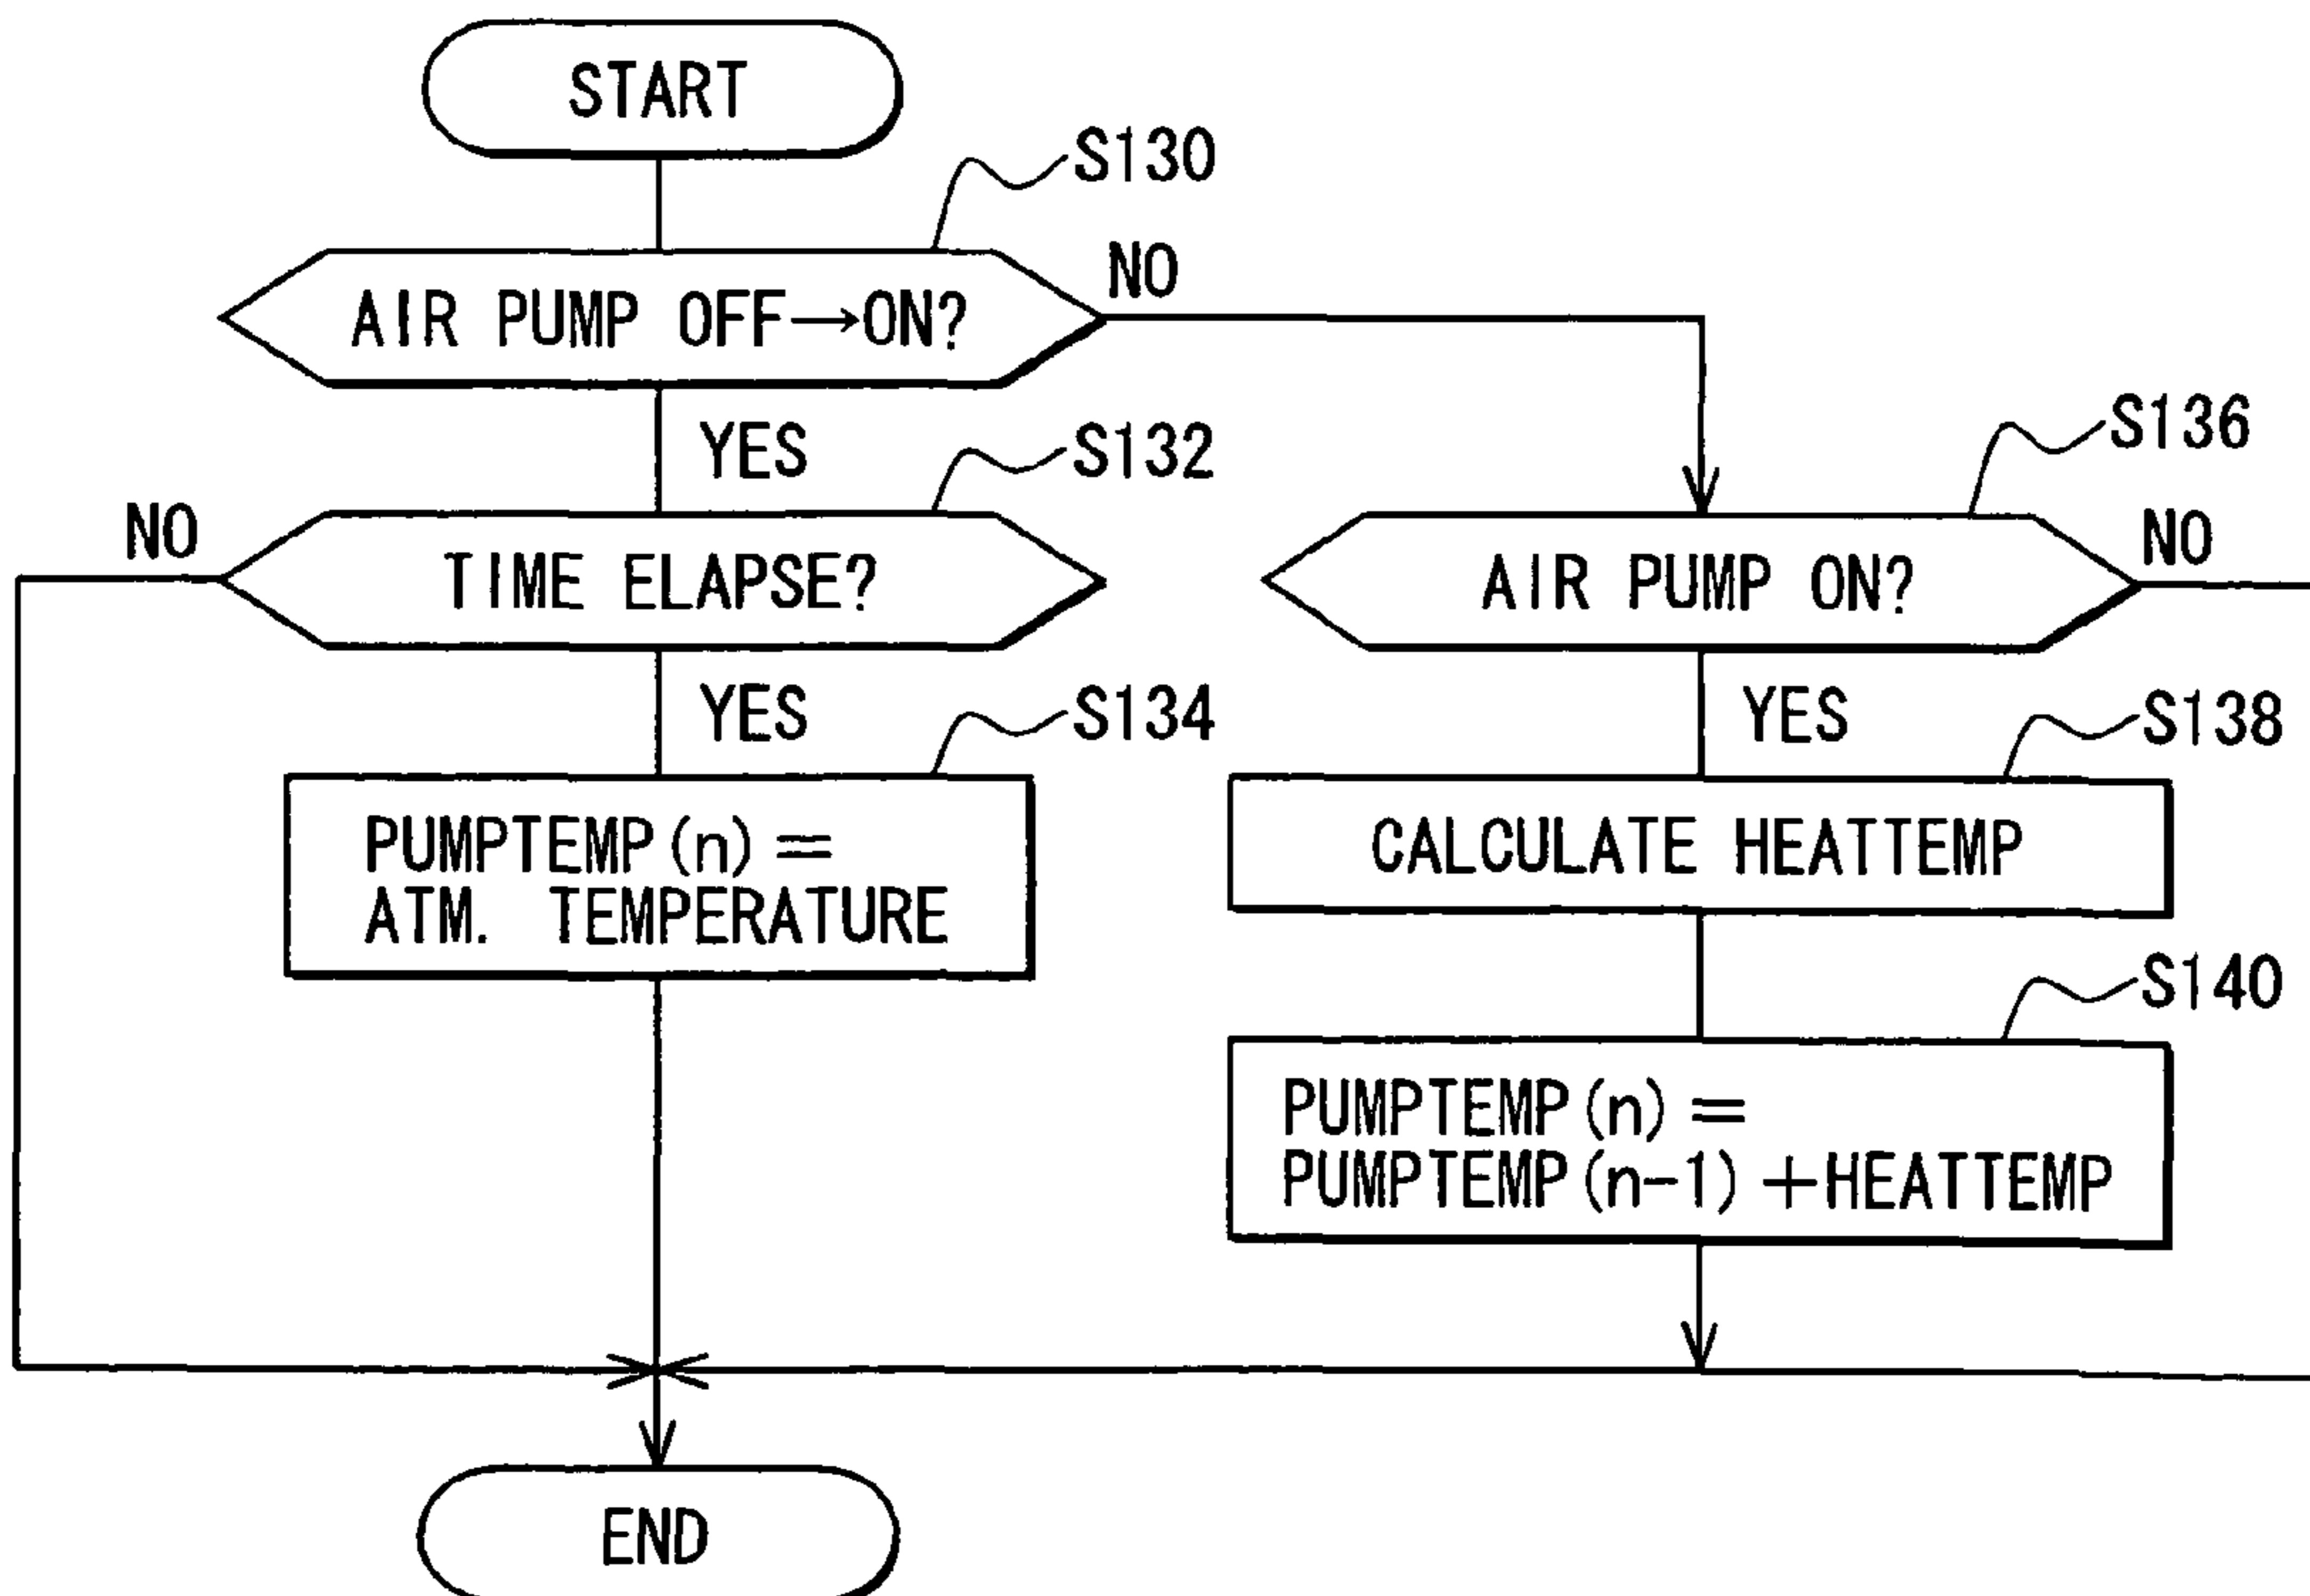 START
S130
AIR PUMP OFF→ON?
NO
YES
S132
NO
TIME ELAPSE?
YES
S134
PUMPTEMP(n)=
ATM. TEMPERATURE
S136
AIR PUMP ON?
NO
YES
S138
CALCULATE HEATTEMP
S140
PUMPTEMP(n)=
PUMPTEMP(n-1)+HEATTEMP
END